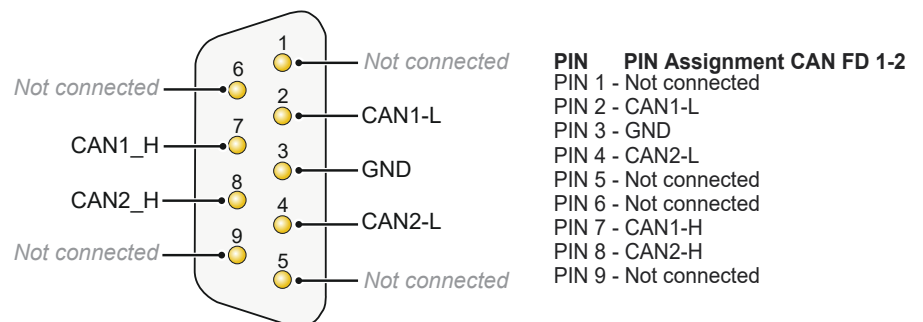 1
Not connected
6
Not connected
2
CAN1-L
7
CAN1_H
3
GND
8
CAN2_H
4
CAN2-L
9
Not connected
5
Not connected
PIN PIN Assignment CAN FD 1-2
PIN 1 - Not connected
PIN 2 - CAN1-L
PIN 3 - GND
PIN 4 - CAN2-L
PIN 5 - Not connected
PIN 6 - Not connected
PIN 7 - CAN1-H
PIN 8 - CAN2-H
PIN 9 - Not connected